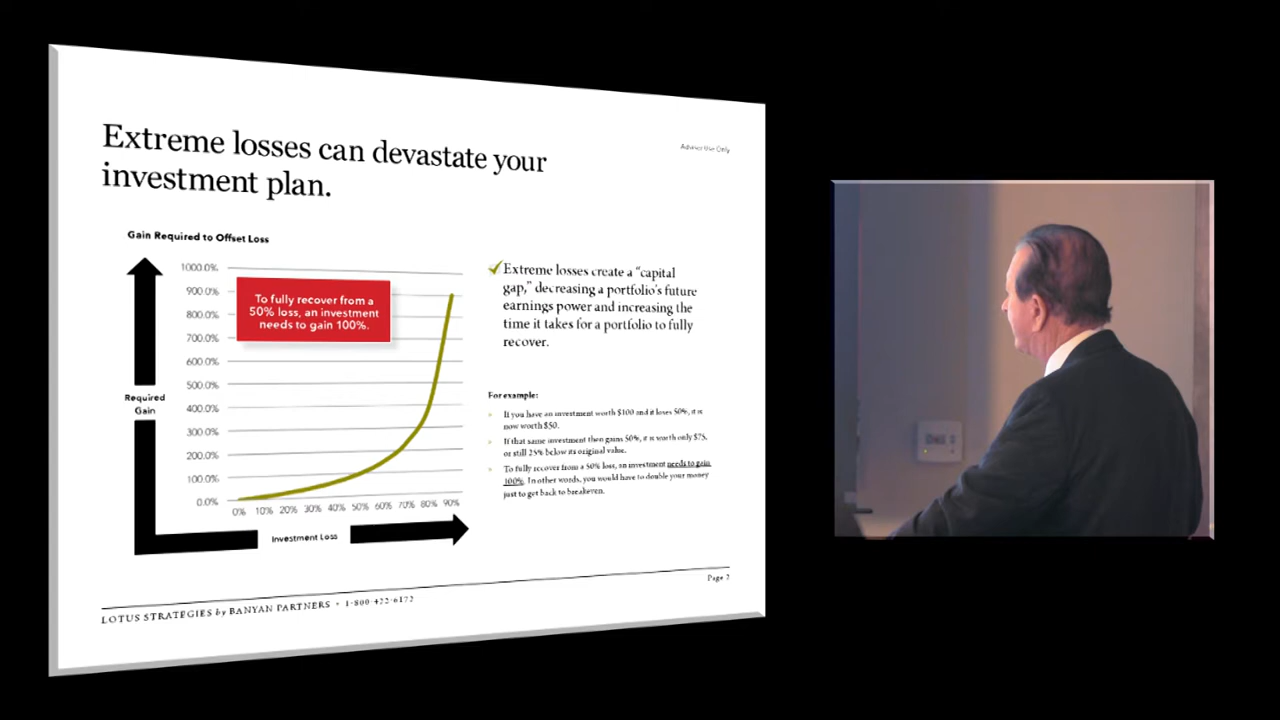 Extreme losses can devastate your
investment plan.
Advisor Use Only
Gain Required to Offset Loss
1000.0%
900.0%
800.0%
700.0%
600.0%
500.0%
400.0%
300.0%
200.0%
100.0%
0.0%
To fully recover from a
50% loss, an investment
needs to gain 100%.
Required
Gain
0% 10% 20% 30% 40% 50% 60% 70% 80% 90%
Investment Loss
Extreme losses create a “capital
gap,” decreasing a portfolio’s future
earnings power and increasing the
time it takes for a portfolio to fully
recover.
For example:
If you have an investment worth $100 and it loses 50%, it is
now worth $50.
If that same investment then gains 50%, it is worth only $75,
or still 25% below its original value.
To fully recover from a 50% loss, an investment needs to gain
100%. In other words, you would have to double your money
just to get back to breakeven.
Page 7
LOTUS STRATEGIES by BANYAN PARTNERS • 1-800-422-6172